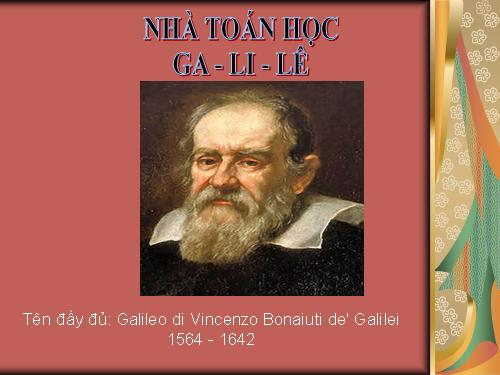 NHÀ TOÁN HỌC
GA - LI - LÊ
Tên đầy đủ: Galileo di Vincenzo Bonaiuti de' Galilei
1564 - 1642